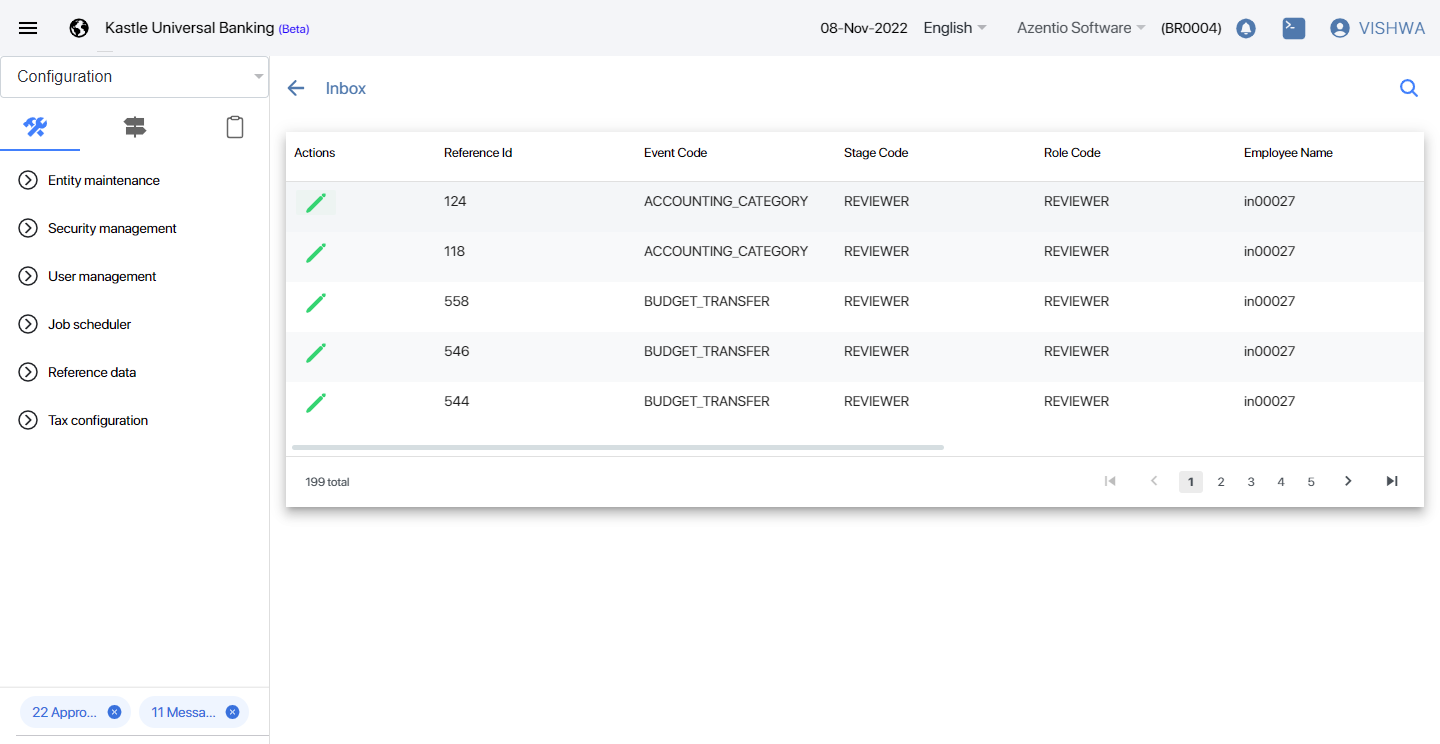 Kastle Universal Banking (Beta) 08-Nov-2022 English Azentio Software (BR0004) VISHWA
Configuration
Inbox
Entity maintenance
Security management
User management
Job scheduler
Reference data
Tax configuration
Actions Reference Id Event Code Stage Code Role Code Employee Name
124 ACCOUNTING_CATEGORY REVIEWER REVIEWER in00027
118 ACCOUNTING_CATEGORY REVIEWER REVIEWER in00027
558 BUDGET_TRANSFER REVIEWER REVIEWER in00027
546 BUDGET_TRANSFER REVIEWER REVIEWER in00027
544 BUDGET_TRANSFER REVIEWER REVIEWER in00027
199 total 1 2 3 4 5
22 Appro... 11 Messa...